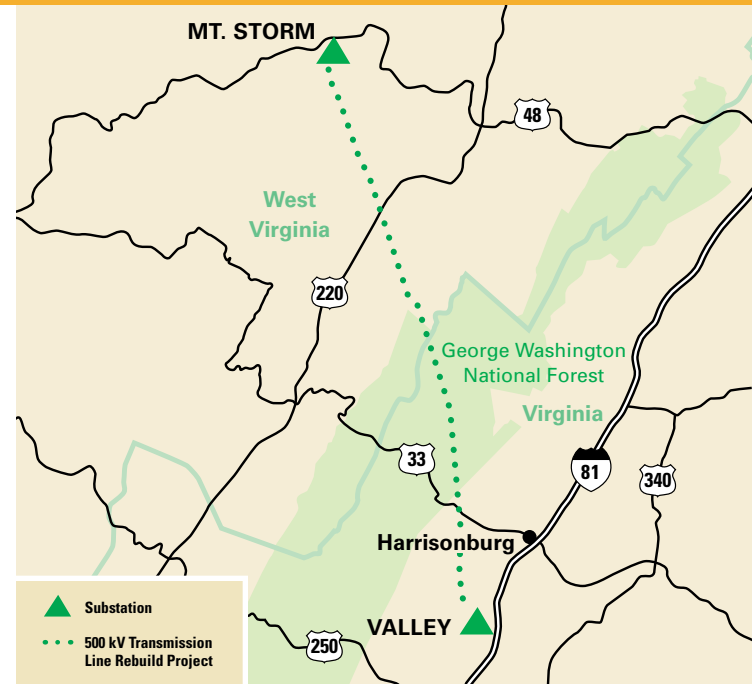 MT. STORM
48
West
Virginia
220
George Washington
National Forest
Virginia
33
81
340
Harrisonburg
VALLEY
250
Substation
500 kV Transmission
Line Rebuild Project